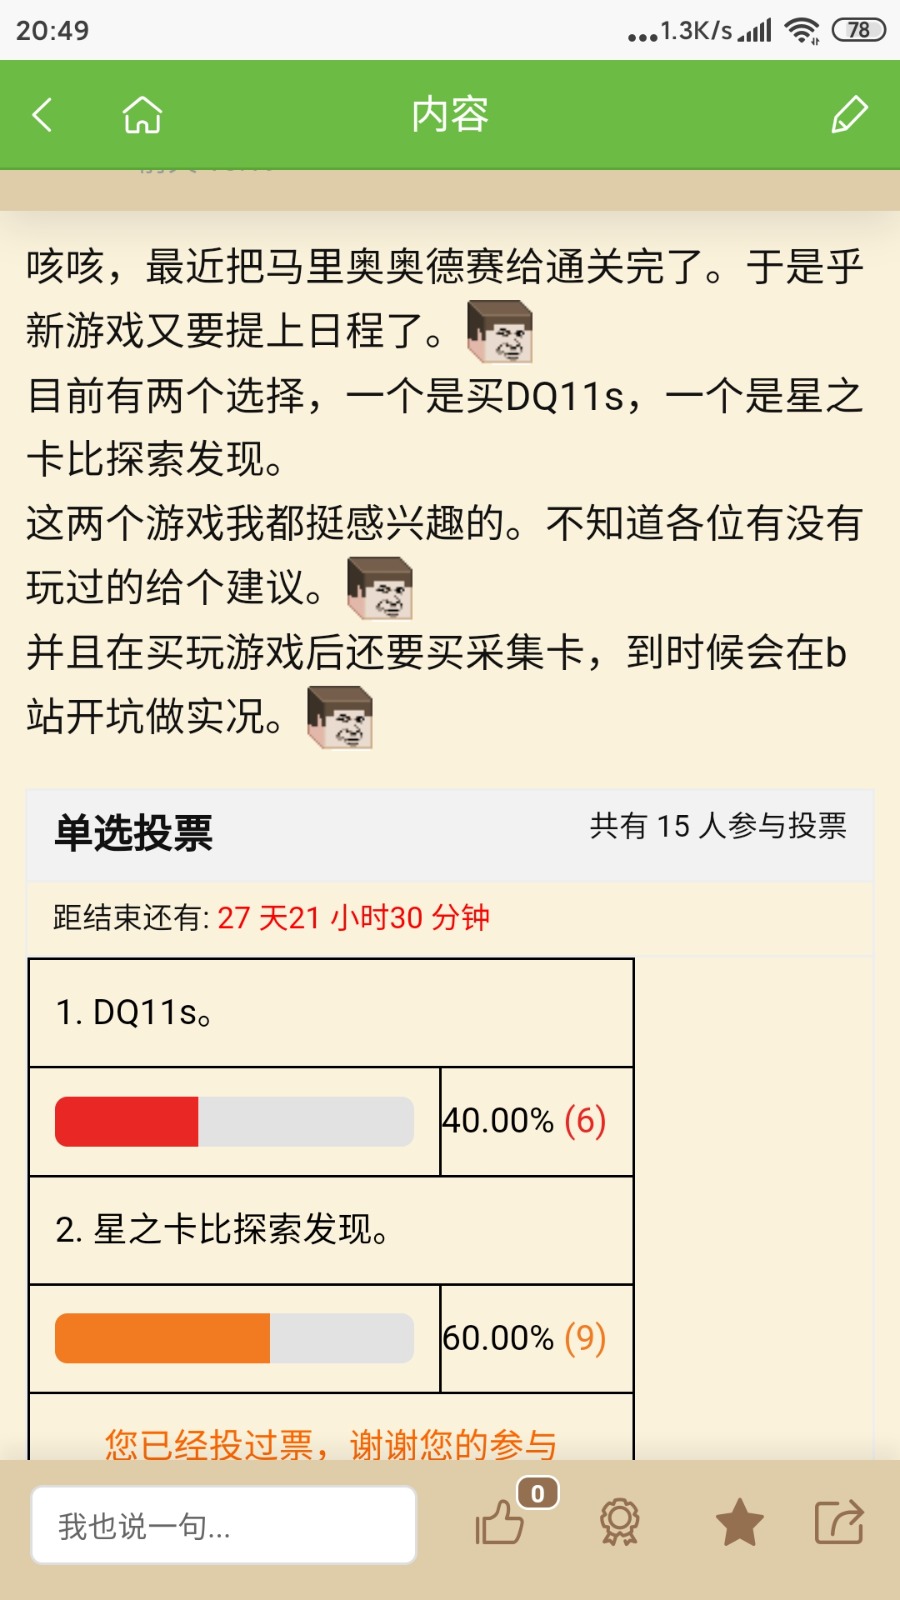 20:49
...1.3K/s
78
内容
咳咳，最近把马里奥奥德赛给通关完了。于是乎
新游戏又要提上日程了。
目前有两个选择，一个是买DQ11s，一个是星之
卡比探索发现。
这两个游戏我都挺感兴趣的。不知道各位有没有
玩过的给个建议。
并且在买玩游戏后还要买采集卡，到时候会在b
站开坑做实况。
单选投票
共有 15 人参与投票
距结束还有: 27 天21 小时30 分钟
1. DQ11s。
40.00% (6)
2. 星之卡比探索发现。
60.00% (9)
您已经投过票，谢谢您的参与
我也说一句...
0